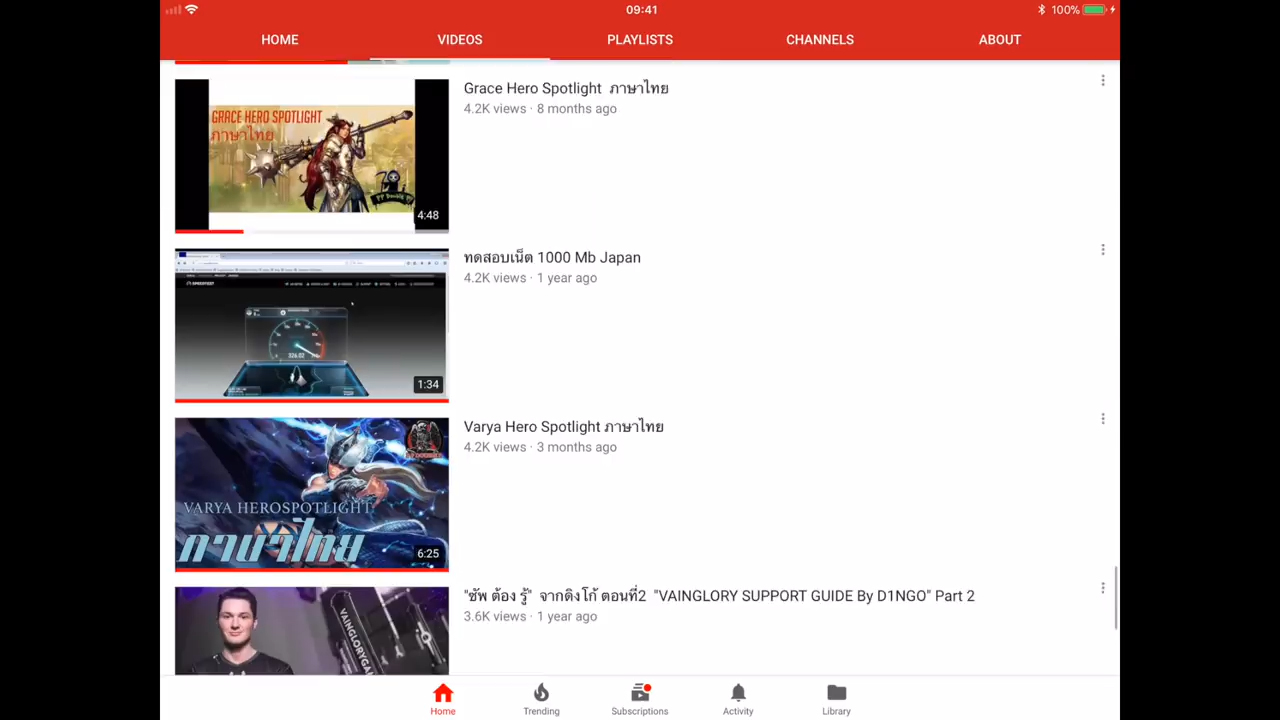 09:41
100%
HOME
VIDEOS
PLAYLISTS
CHANNELS
ABOUT
GRACE HERO SPOTLIGHT
ภาษาไทย
4:48
Grace Hero Spotlight ภาษาไทย
4.2K views · 8 months ago
SPEEDTEST
1:34
ทดสอบเน็ต 1000 Mb Japan
4.2K views · 1 year ago
VARYA HEROSPOTLIGHT
ภาษาไทย
6:25
Varya Hero Spotlight ภาษาไทย
4.2K views · 3 months ago
"ซัพ ต้อง รู้" จากดิงโก้ ตอนที่2 "VAINGLORY SUPPORT GUIDE By D1NGO" Part 2
3.6K views · 1 year ago
Home
Trending
Subscriptions
Activity
Library